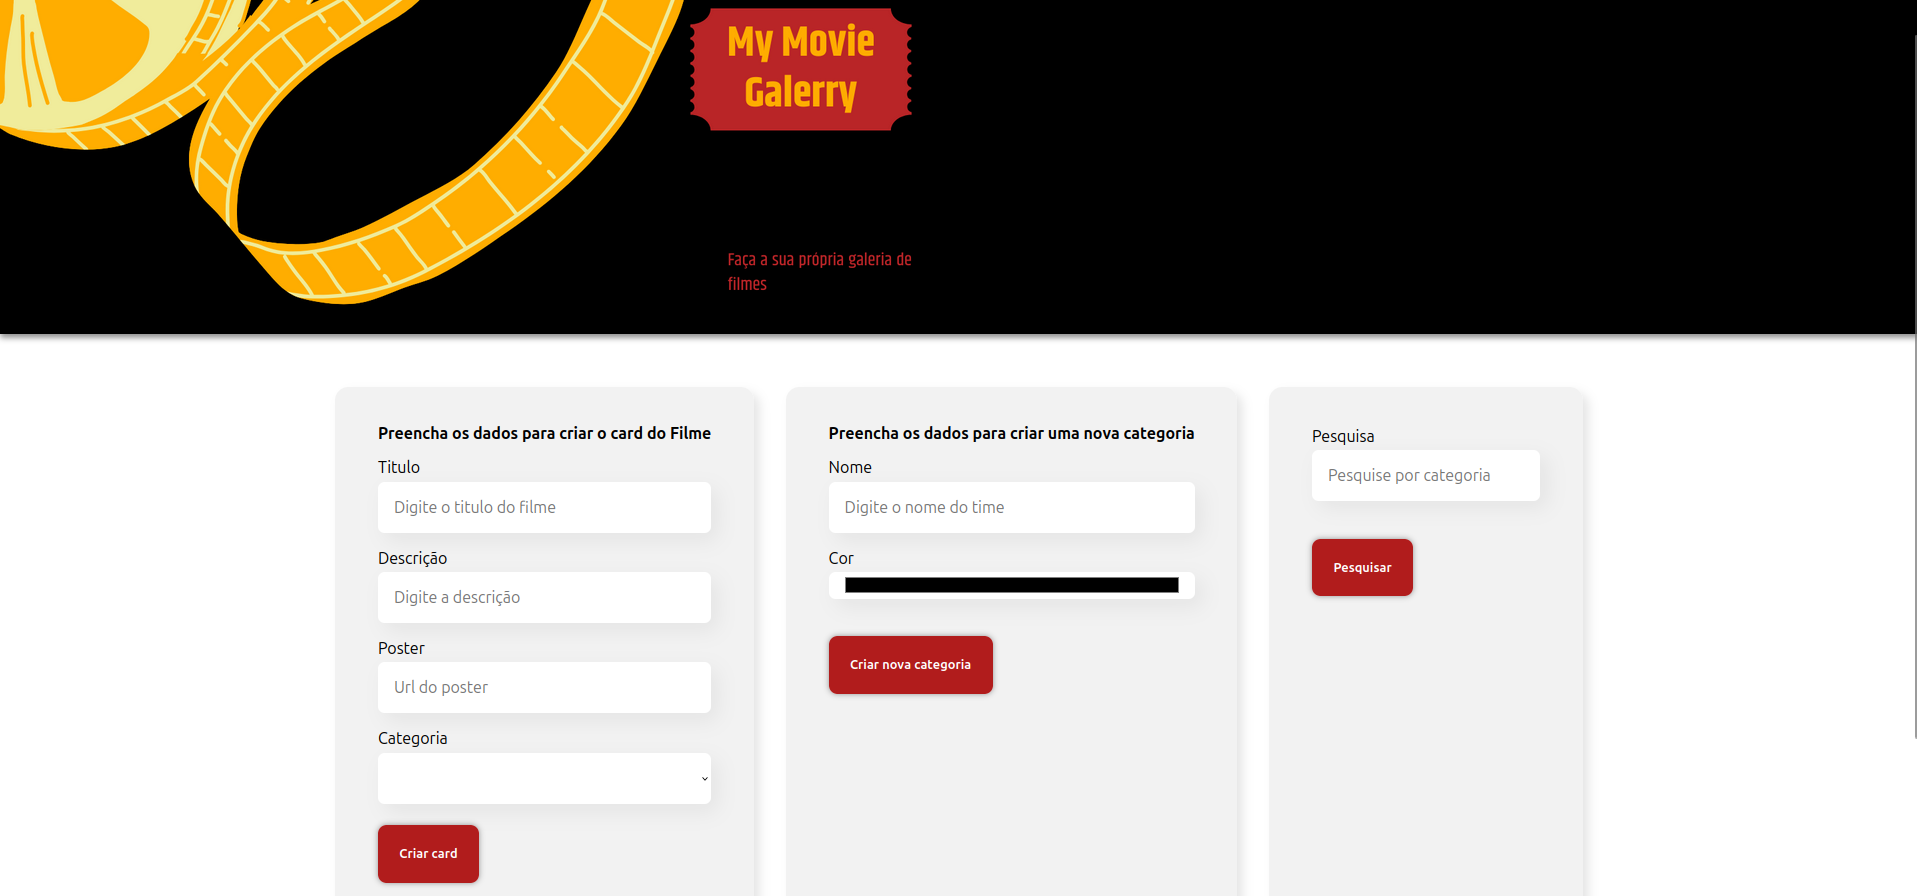 My Movie
Galerry
Faça a sua própria galeria de
filmes
Preencha os dados para criar o card do Filme
Titulo
Digite o titulo do filme
Descrição
Digite a descrição
Poster
Url do poster
Categoria
Criar card
Preencha os dados para criar uma nova categoria
Nome
Digite o nome do time
Cor
Criar nova categoria
Pesquisa
Pesquise por categoria
Pesquisar